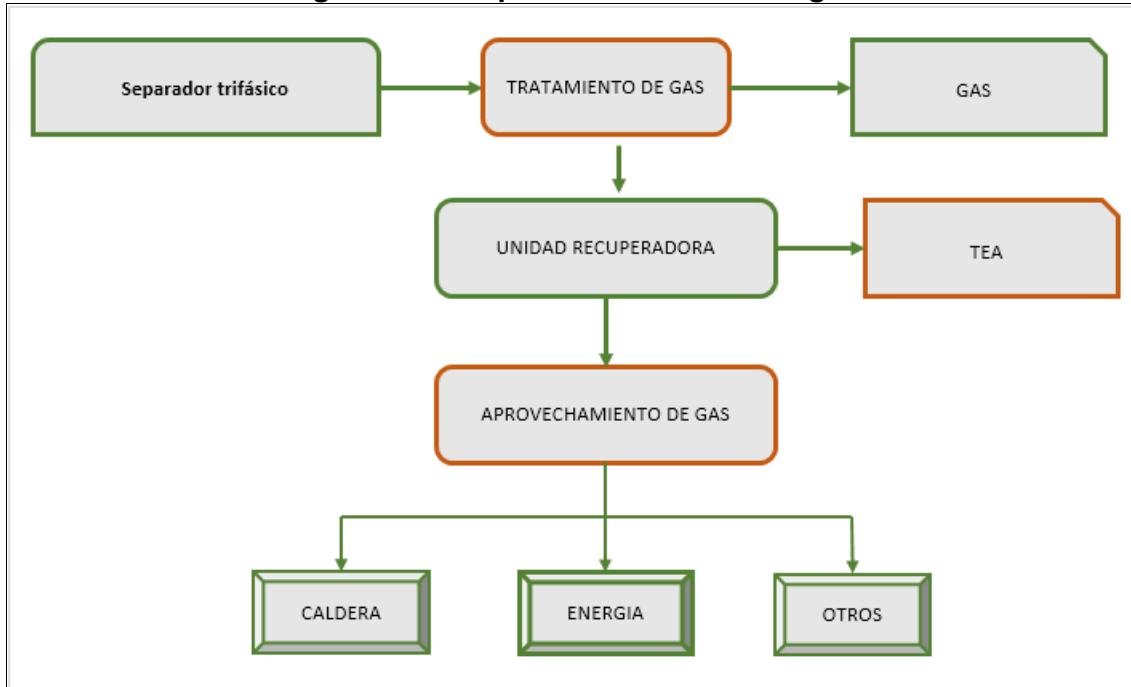 Separador trifásico
TRATAMIENTO DE GAS
GAS
UNIDAD RECUPERADORA
TEA
APROVECHAMIENTO DE GAS
CALDERA
ENERGIA
OTROS